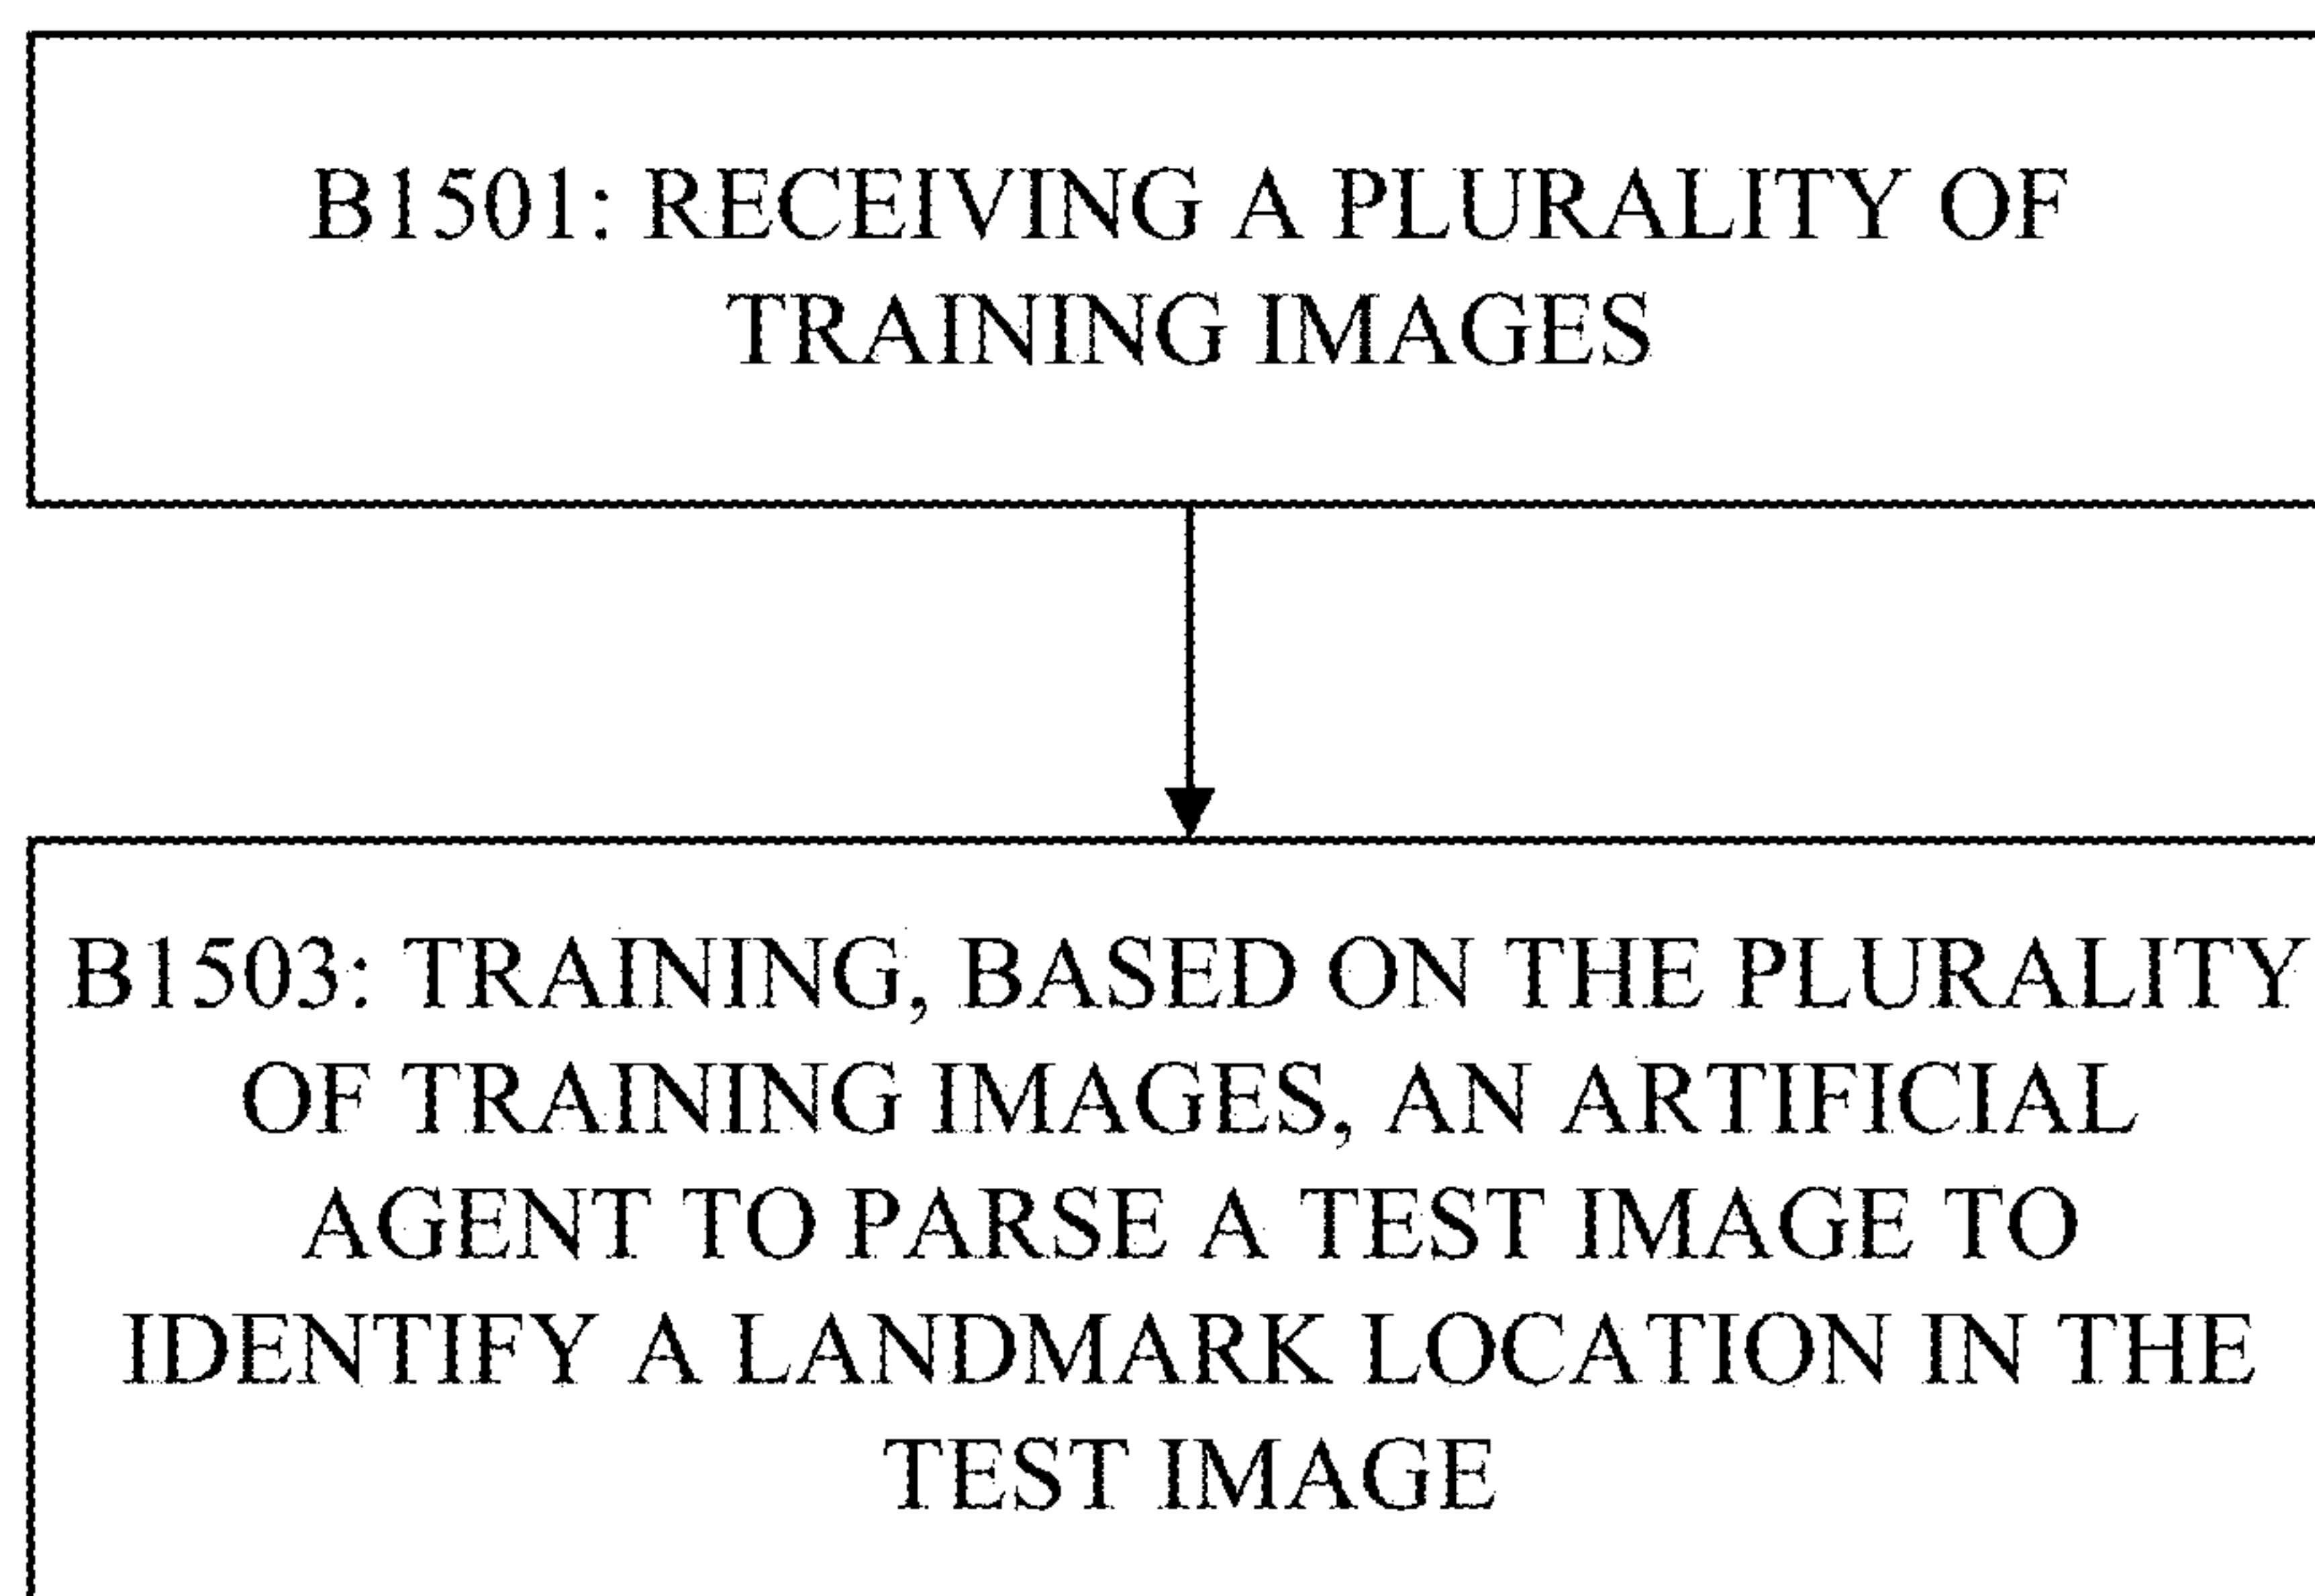 B1501: RECEIVING A PLURALITY OF
TRAINING IMAGES
B1503: TRAINING, BASED ON THE PLURALITY
OF TRAINING IMAGES, AN ARTIFICIAL
AGENT TO PARSE A TEST IMAGE TO
IDENTIFY A LANDMARK LOCATION IN THE
TEST IMAGE